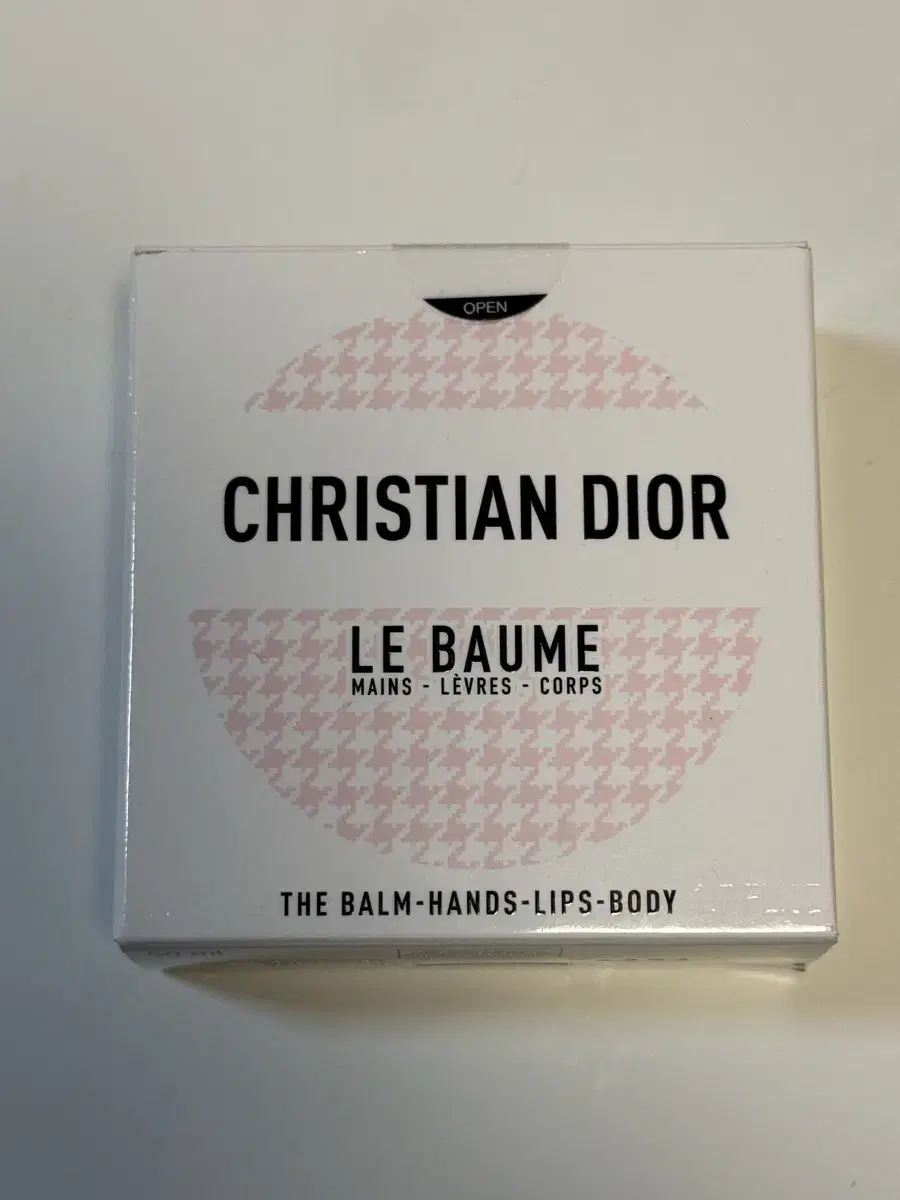 OPEN
CHRISTIAN DIOR
LE BAUME
MAINS - LÈVRES - CORPS
THE BALM-HANDS-LIPS-BODY